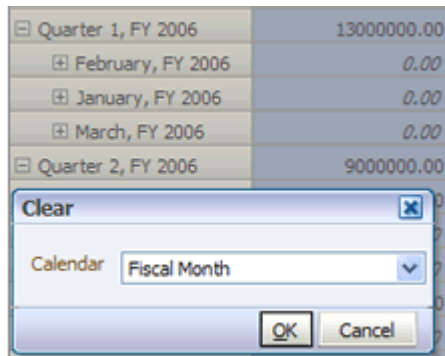 Quarter 1, FY 2006 13000000.00
February, FY 2006 0.00
January, FY 2006 0.00
March, FY 2006 0.00
Quarter 2, FY 2006 9000000.00
Clear
Calendar Fiscal Month
OK Cancel